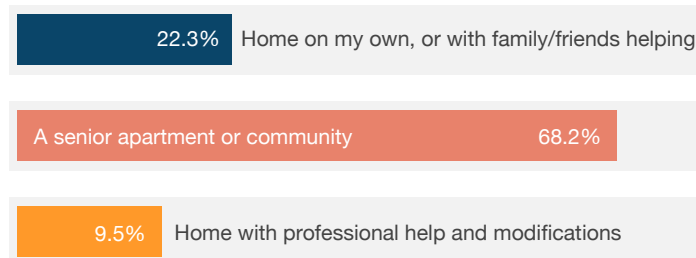 22.3% Home on my own, or with family/friends helping
A senior apartment or community 68.2%
9.5% Home with professional help and modifications